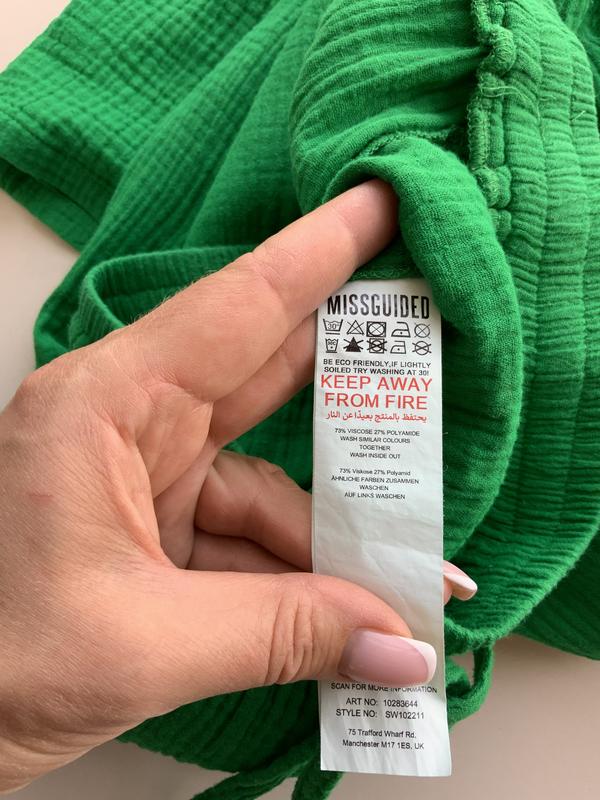 MISSGUIDED
30°
BE ECO FRIENDLY,IF LIGHTLY
SOILED TRY WASHING AT 30!
KEEP AWAY
FROM FIRE
يحتفظ بالمنتج بعيدًا عن النار
73% VISCOSE 27% POLYAMIDE
WASH SIMILAR COLOURS
TOGETHER
WASH INSIDE OUT
73% Viskose 27% Polyamid
ÄHNLICHE FARBEN ZUSAMMEN
WASCHEN
AUF LINKS WASCHEN
SCAN FOR MORE INFORMATION
ART NO: 10283644
STYLE NO: SW102211
75 Trafford Wharf Rd,
Manchester M17 1ES, UK